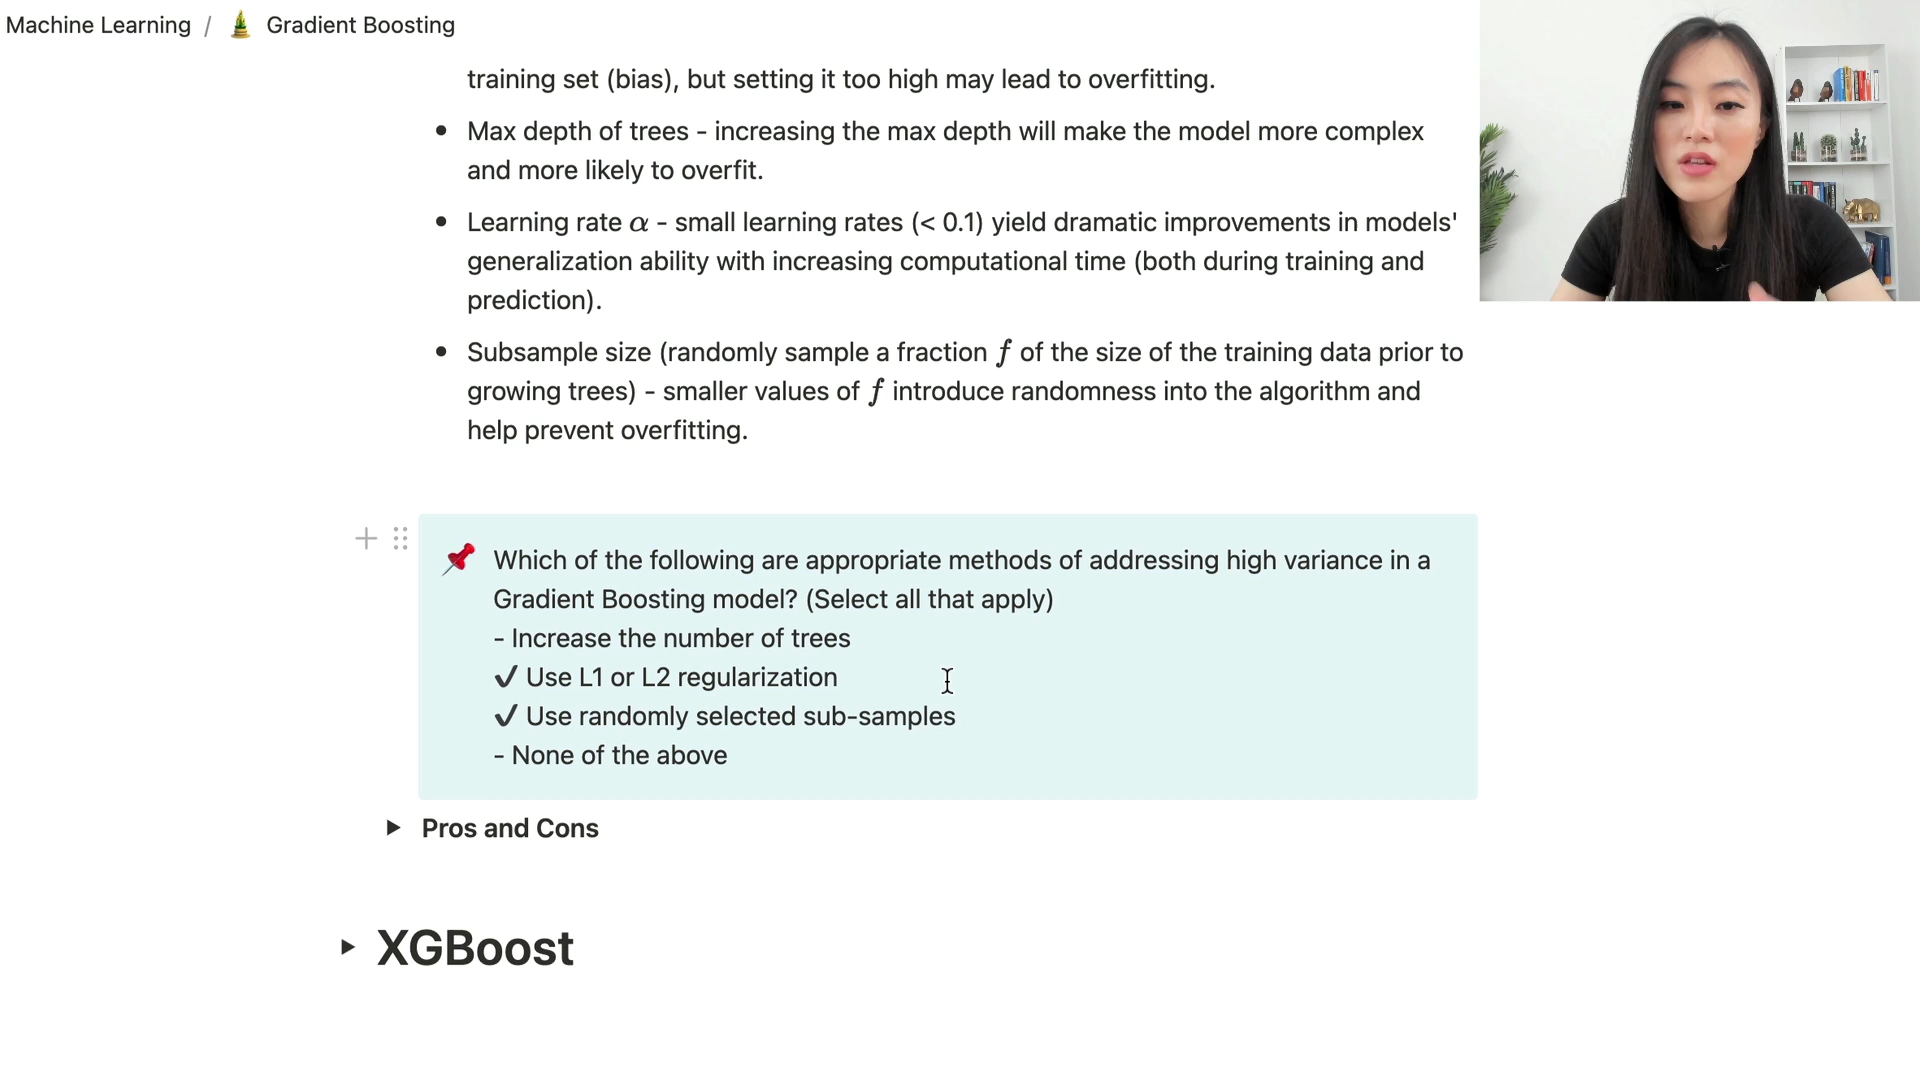 Machine Learning / Gradient Boosting
training set (bias), but setting it too high may lead to overfitting.
• Max depth of trees - increasing the max depth will make the model more complex
and more likely to overfit.
• Learning rate α - small learning rates (< 0.1) yield dramatic improvements in models'
generalization ability with increasing computational time (both during training and
prediction).
• Subsample size (randomly sample a fraction f of the size of the training data prior to
growing trees) - smaller values of f introduce randomness into the algorithm and
help prevent overfitting.
Which of the following are appropriate methods of addressing high variance in a
Gradient Boosting model? (Select all that apply)
- Increase the number of trees
✓ Use L1 or L2 regularization
✓ Use randomly selected sub-samples
- None of the above
Pros and Cons
XGBoost